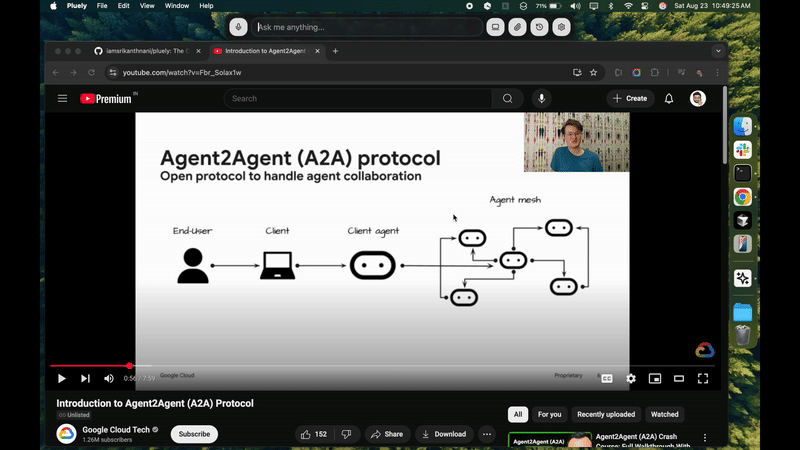 Pluely File Edit View Window Help
71%
Sat Aug 23 10:49:25 AM
Ask me anything...
iamsrikanthnani/pluely: The O
Introduction to Agent2Agent
youtube.com/watch?v=Fbr_Solax1w
Premium IN
Search
Create
Agent2Agent (A2A) protocol
Open protocol to handle agent collaboration
Agent mesh
End-User
Client
Client agent
Google Cloud
Proprietary
0:56 / 7:59
CC
Introduction to Agent2Agent (A2A) Protocol
Unlisted
Google Cloud Tech
1.26M subscribers
Subscribe
152
Share
Download
All
For you
Recently uploaded
Watched
Agent2Agent (A2A)
Agent2Agent (A2A) Crash
Course: Full Walkthrough With